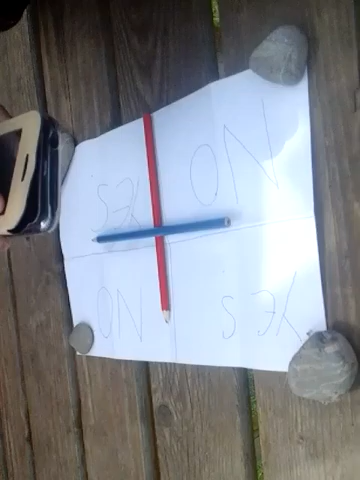 YES NO
NO YES